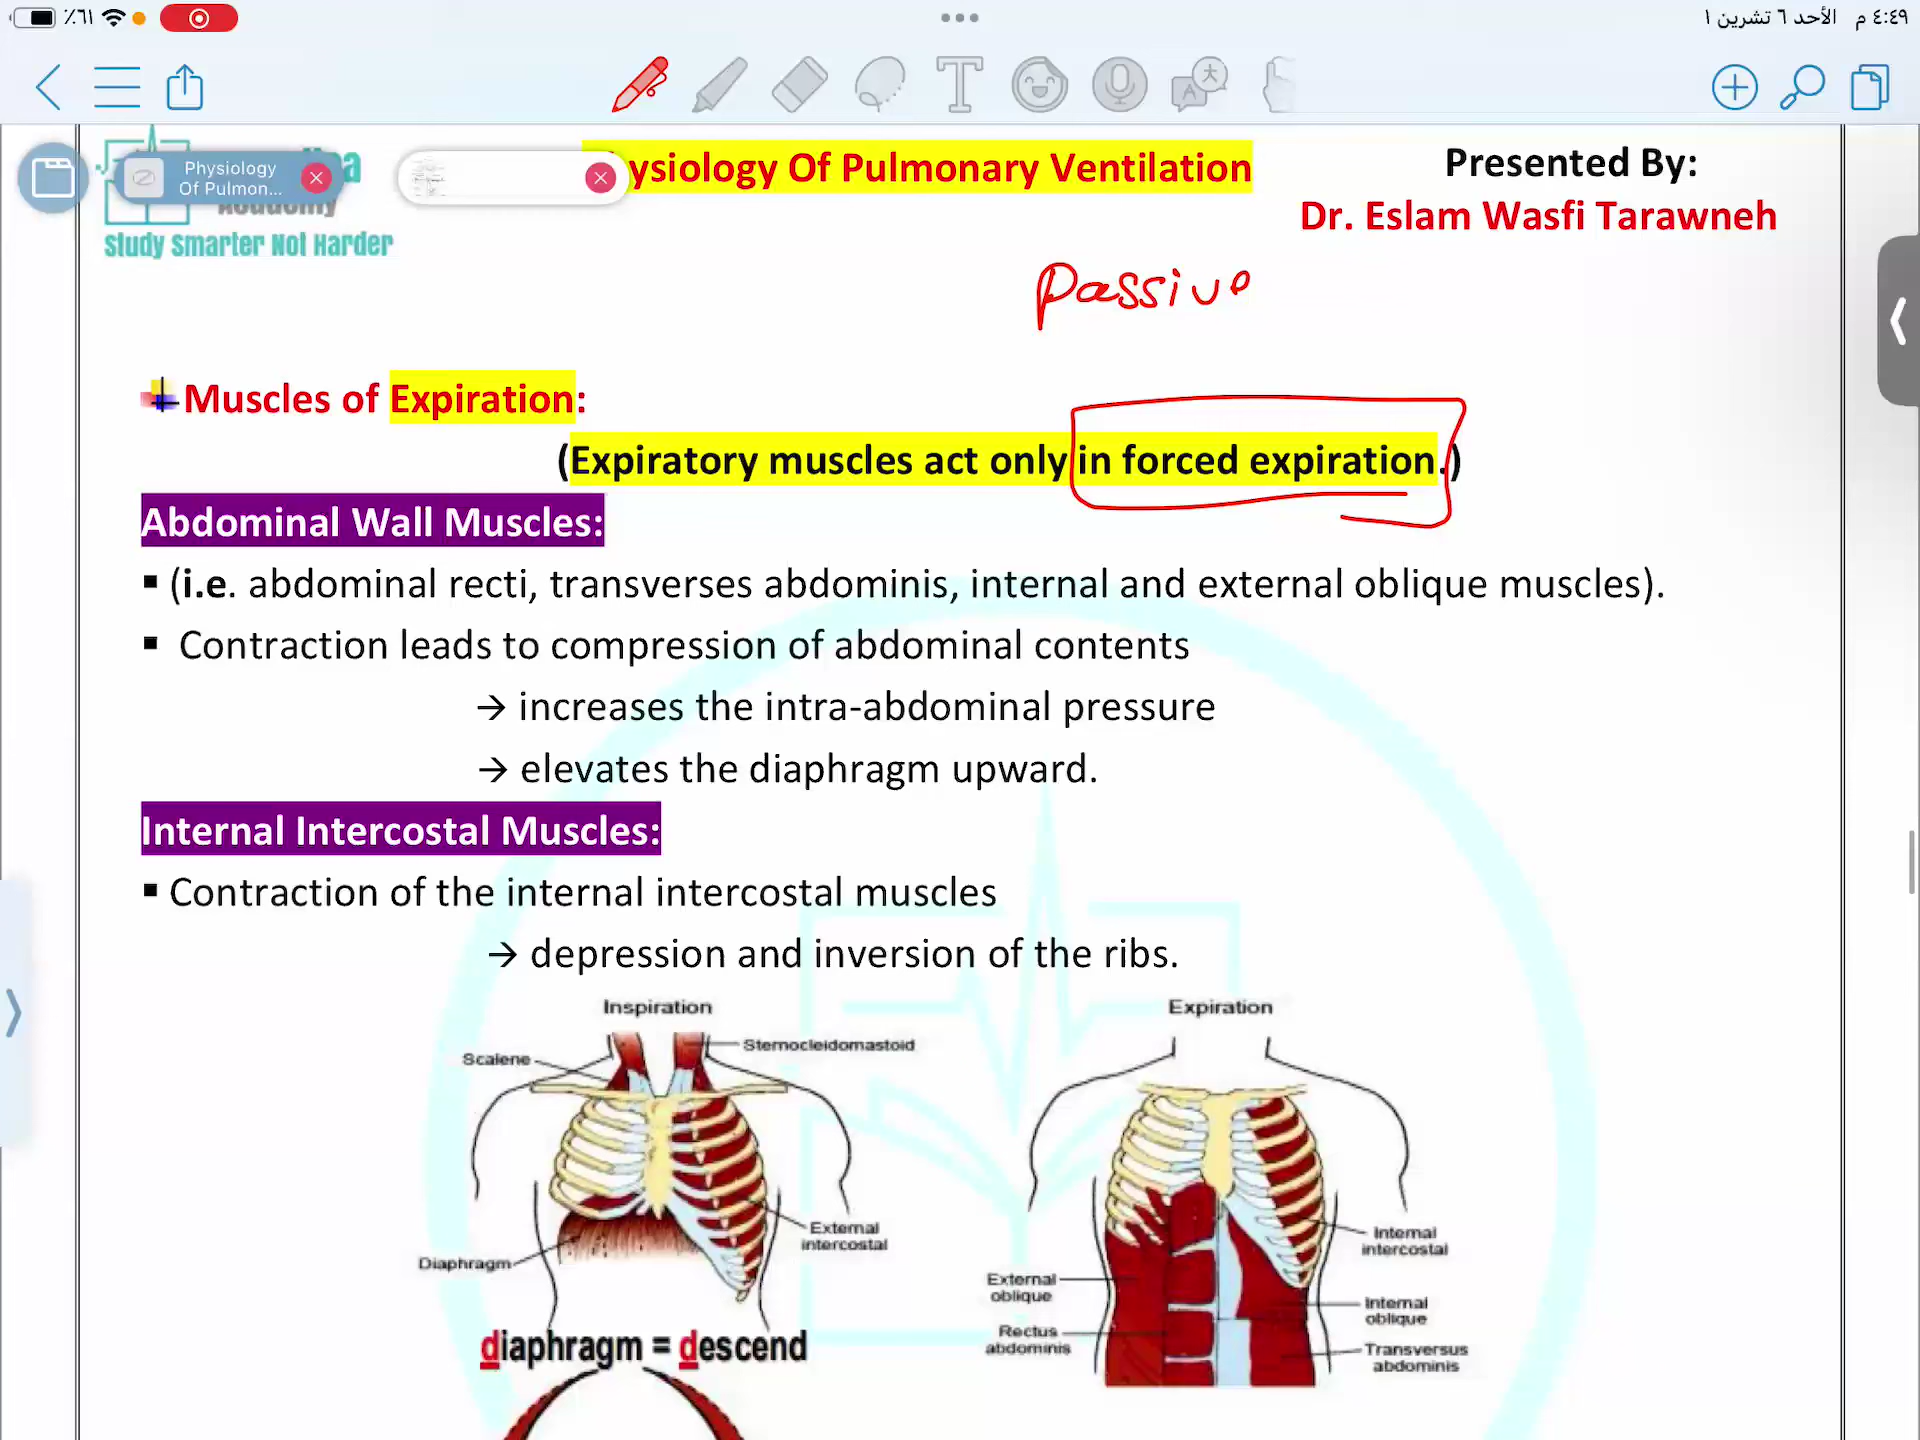 ٪٦١
٤:٤٩ م الأحد ٦ تشرين ١
Physiology
Of Pulmon...
Study Smarter Not Harder
ysiology Of Pulmonary Ventilation
Presented By:
Dr. Eslam Wasfi Tarawneh
Passive
Muscles of Expiration:
(Expiratory muscles act only in forced expiration.)
Abdominal Wall Muscles:
▪ (i.e. abdominal recti, transverses abdominis, internal and external oblique muscles).
▪ Contraction leads to compression of abdominal contents
→ increases the intra-abdominal pressure
→ elevates the diaphragm upward.
Internal Intercostal Muscles:
▪ Contraction of the internal intercostal muscles
→ depression and inversion of the ribs.
Inspiration
Scalene
Sternocleidomastoid
External
intercostal
Diaphragm
diaphragm = descend
Expiration
Internal
intercostal
External
oblique
Internal
oblique
Rectus
abdominis
Transversus
abdominis